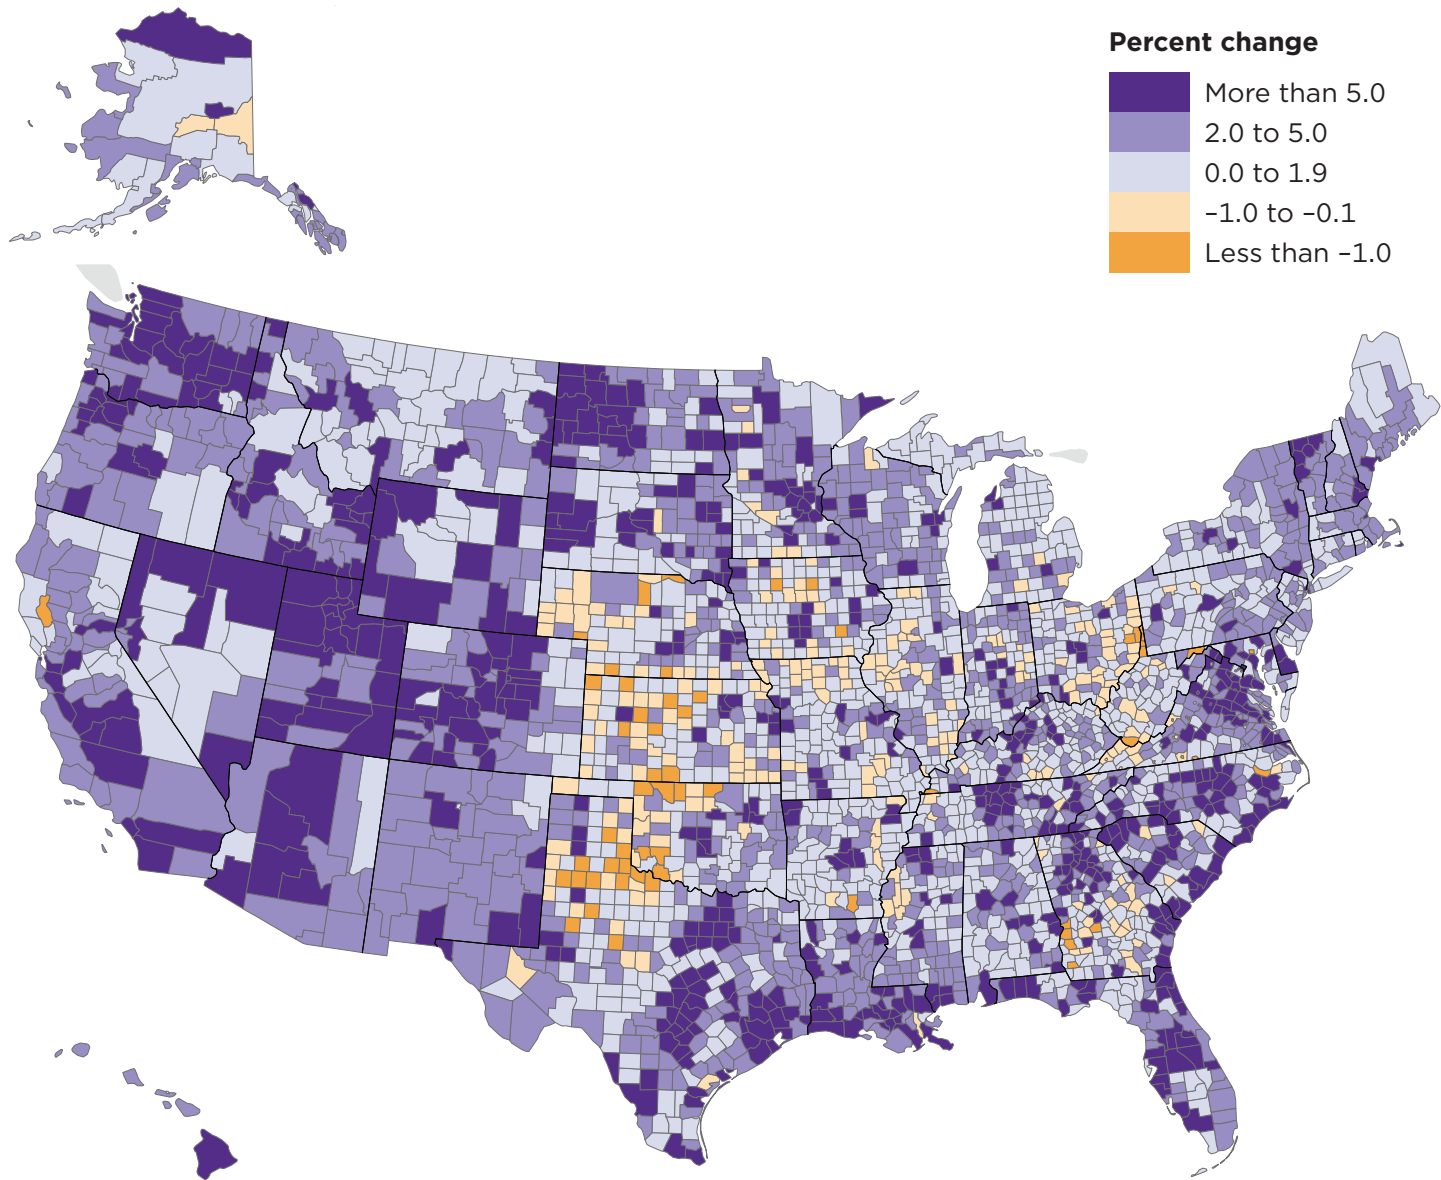 Percent change
More than 5.0
2.0 to 5.0
0.0 to 1.9
–1.0 to –0.1
Less than –1.0